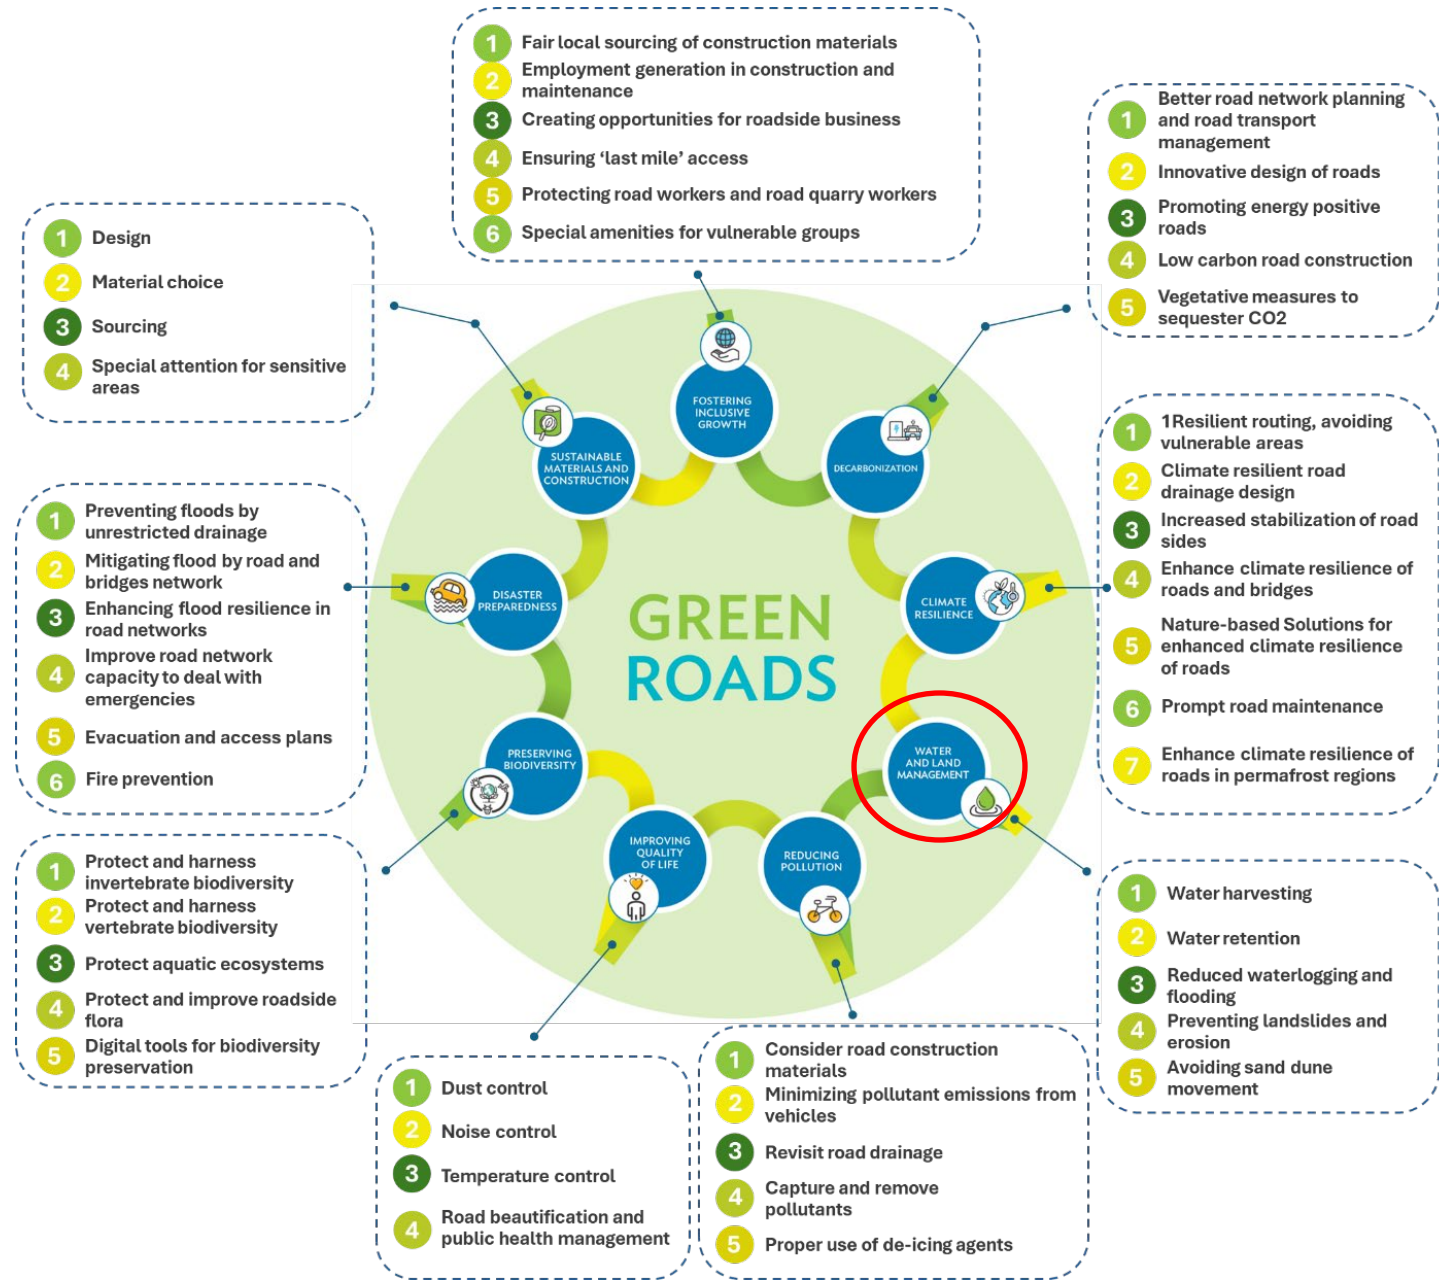 1 Fair local sourcing of construction materials
2 Employment generation in construction and
maintenance
3 Creating opportunities for roadside business
4 Ensuring ‘last mile’ access
5 Protecting road workers and road quarry workers
6 Special amenities for vulnerable groups
1 Better road network planning
and road transport
management
2 Innovative design of roads
3 Promoting energy positive
roads
4 Low carbon road construction
5 Vegetative measures to
sequester CO2
1 Design
2 Material choice
3 Sourcing
4 Special attention for sensitive
areas
1 1Resilient routing, avoiding
vulnerable areas
2 Climate resilient road
drainage design
3 Increased stabilization of road
sides
4 Enhance climate resilience of
roads and bridges
5 Nature-based Solutions for
enhanced climate resilience
of roads
6 Prompt road maintenance
7 Enhance climate resilience of
roads in permafrost regions
1 Preventing floods by
unrestricted drainage
2 Mitigating flood by road and
bridges network
3 Enhancing flood resilience in
road networks
4 Improve road network
capacity to deal with
emergencies
5 Evacuation and access plans
6 Fire prevention
FOSTERING
INCLUSIVE
GROWTH
DECARBONIZATION
SUSTAINABLE
MATERIALS AND
CONSTRUCTION
DISASTER
PREPAREDNESS
CLIMATE
RESILIENCE
GREEN
ROADS
PRESERVING
BIODIVERSITY
WATER
AND LAND
MANAGEMENT
IMPROVING
QUALITY
OF LIFE
REDUCING
POLLUTION
1 Protect and harness
invertebrate biodiversity
2 Protect and harness
vertebrate biodiversity
3 Protect aquatic ecosystems
4 Protect and improve roadside
flora
5 Digital tools for biodiversity
preservation
1 Water harvesting
2 Water retention
3 Reduced waterlogging and
flooding
4 Preventing landslides and
erosion
5 Avoiding sand dune
movement
1 Dust control
2 Noise control
3 Temperature control
4 Road beautification and
public health management
1 Consider road construction
materials
2 Minimizing pollutant emissions from
vehicles
3 Revisit road drainage
4 Capture and remove
pollutants
5 Proper use of de-icing agents